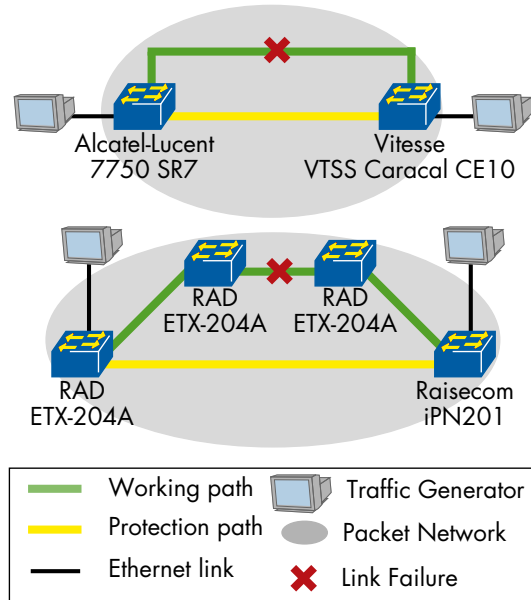 Alcatel-Lucent
7750 SR7
Vitesse
VTSS Caracal CE10
RAD
ETX-204A
RAD
ETX-204A
RAD
ETX-204A
Raisecom
iPN201
Working path
Traffic Generator
Protection path
Packet Network
Ethernet link
Link Failure